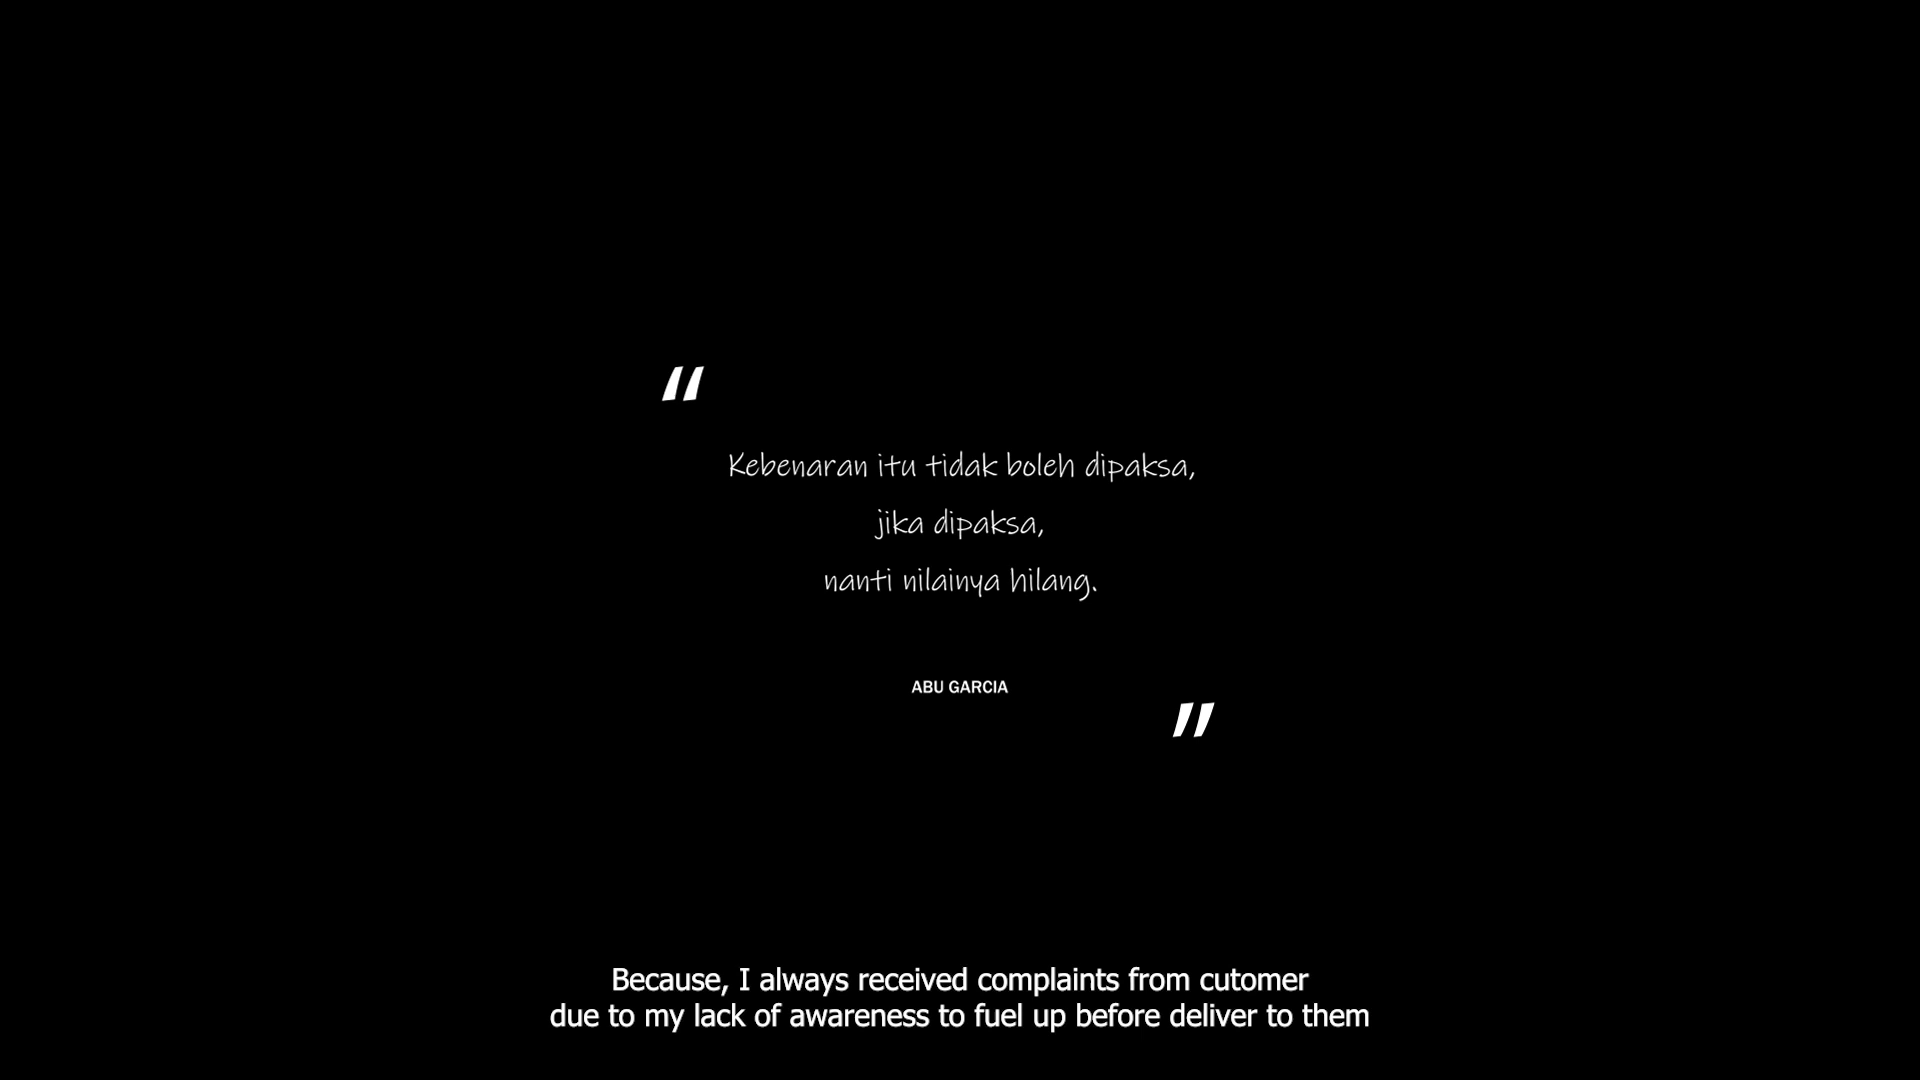 “
Kebenaran itu tidak boleh dipaksa,
jika dipaksa,
nanti nilainya hilang.
ABU GARCIA
”
Because, I always received complaints from cutomer
due to my lack of awareness to fuel up before deliver to them